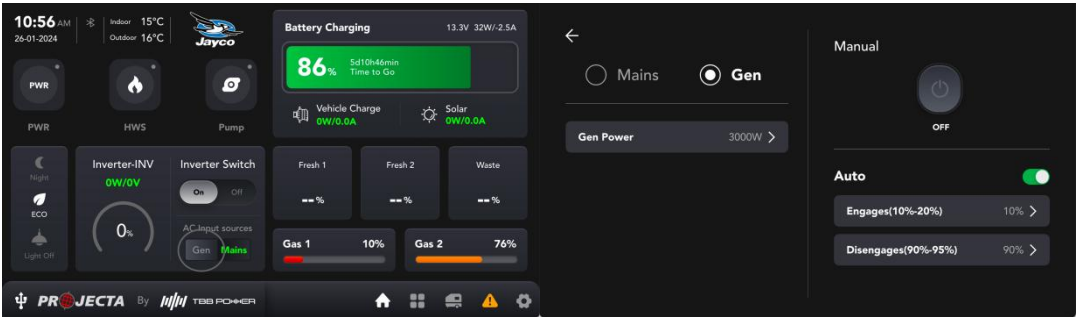 10:56 AM
26-01-2024
Indoor 15°C
Outdoor 16°C
Jayco
PWR
PWR
HWS
Pump
Battery Charging 13.3V 32W/-2.5A
86% 5d10h46min
Time to Go
Vehicle Charge
0W/0.0A
Solar
0W/0.0A
Night
ECO
Light Off
Inverter-INV
0W/0V
0%
Inverter Switch
On Off
AC Input sources
Gen Mains
Fresh 1 Fresh 2 Waste
--% --% --%
Gas 1 10%
Gas 2 76%
PROJECTA By TBB POWER
Mains Gen
Gen Power 3000W
Manual
OFF
Auto
Engages(10%-20%) 10%
Disengages(90%-95%) 90%